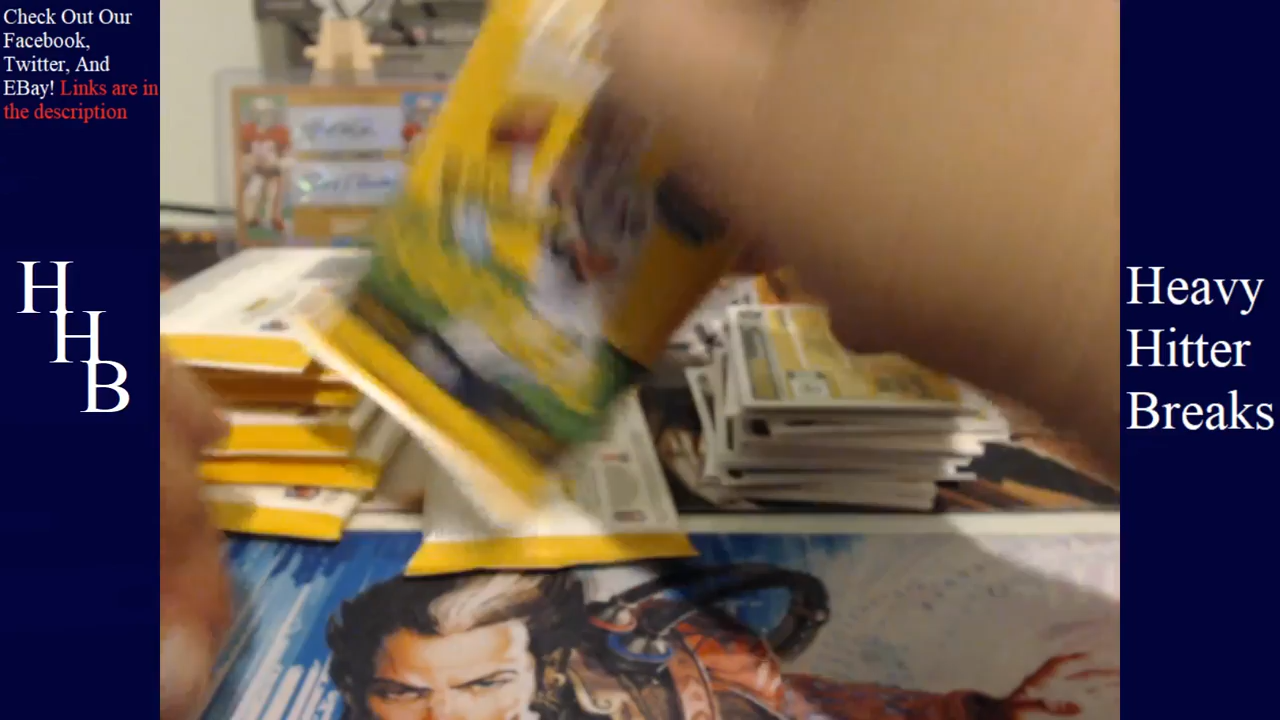 Check Out Our
Facebook,
Twitter, And
EBay! Links are in
the description
H
H
B
Heavy
Hitter
Breaks